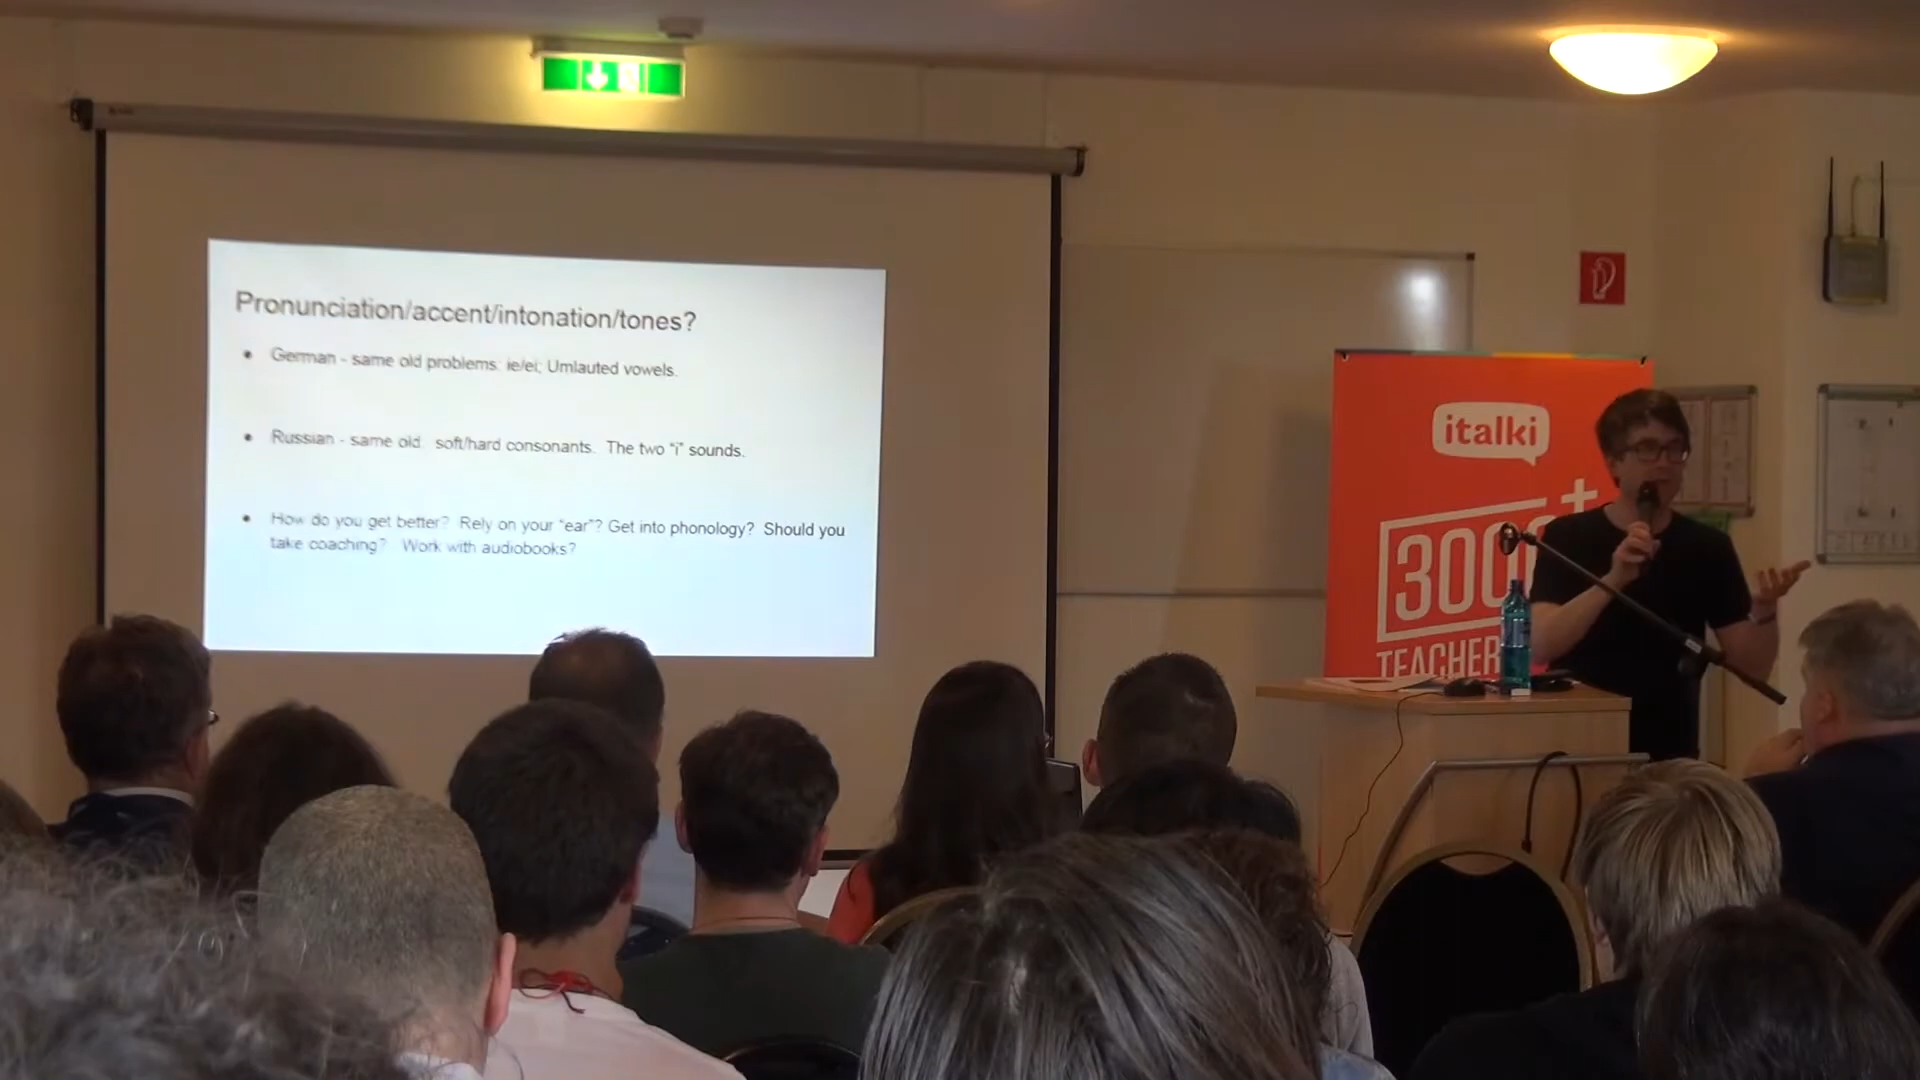 Pronunciation/accent/intonation/tones?
• German - same old problems: ie/ei; Umlauted vowels.
• Russian - same old: soft/hard consonants. The two "i" sounds.
• How do you get better? Rely on your "ear"? Get into phonology? Should you
take coaching? Work with audiobooks?
italki
300
+
TEACHER